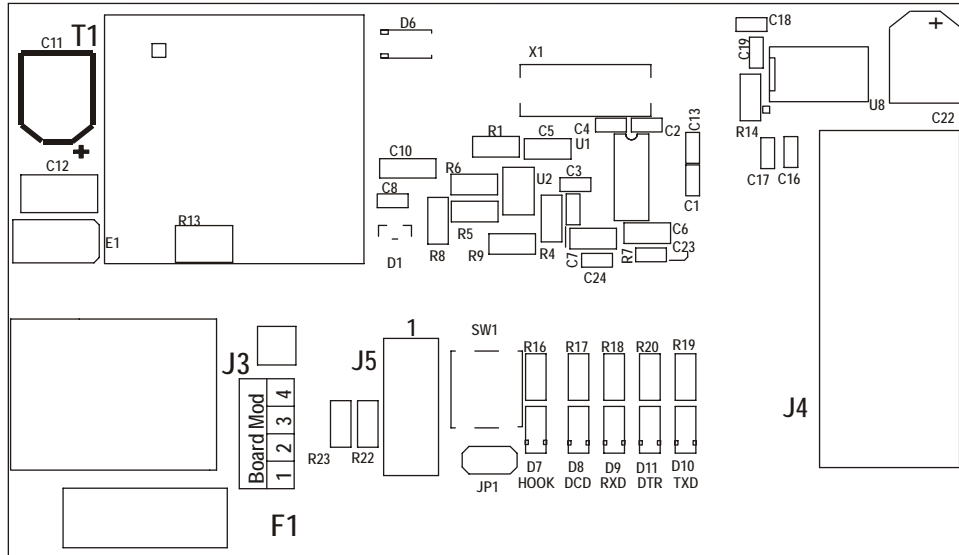 T1
C11
+
C12
E1
R13
D6
X1
C18
C19
U8
+
C22
R14
C17
C16
C4
C2
C13
U1
R1
C5
C10
R6
U2
C3
C8
C1
R5
R8
R9
R4
C7
C24
R7
C6
C23
D1
J3
Board Mod
1 2 3 4
F1
R23
R22
J5
1
SW1
JP1
R16
R17
R18
R20
R19
D7
D8
D9
D11
D10
HOOK
DCD
RXD
DTR
TXD
J4